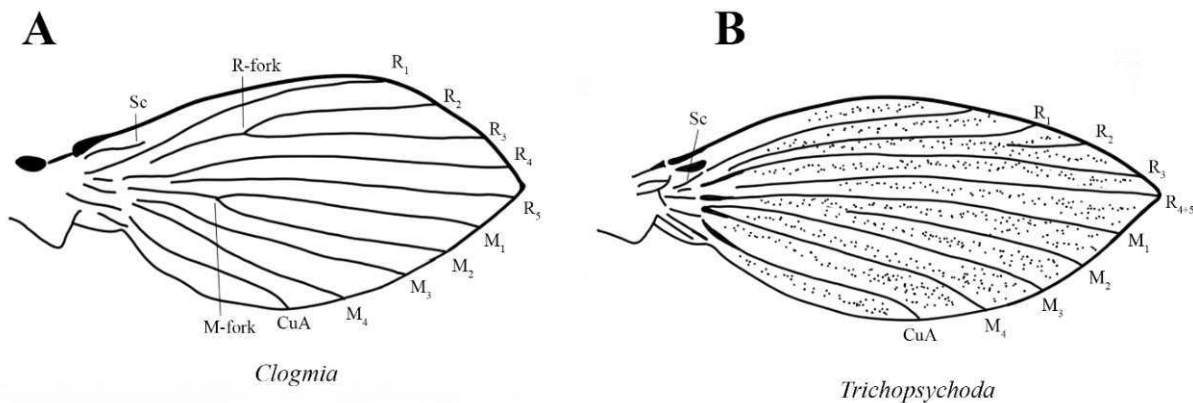 A
R-fork
Sc
R₁
R₂
R₃
R₄
R₅
M₁
M₂
M₃
M₄
CuA
M-fork
Clogmia
B
Sc
R₁
R₂
R₃
R₄₊₅
M₁
M₂
M₃
M₄
CuA
Trichopsychoda